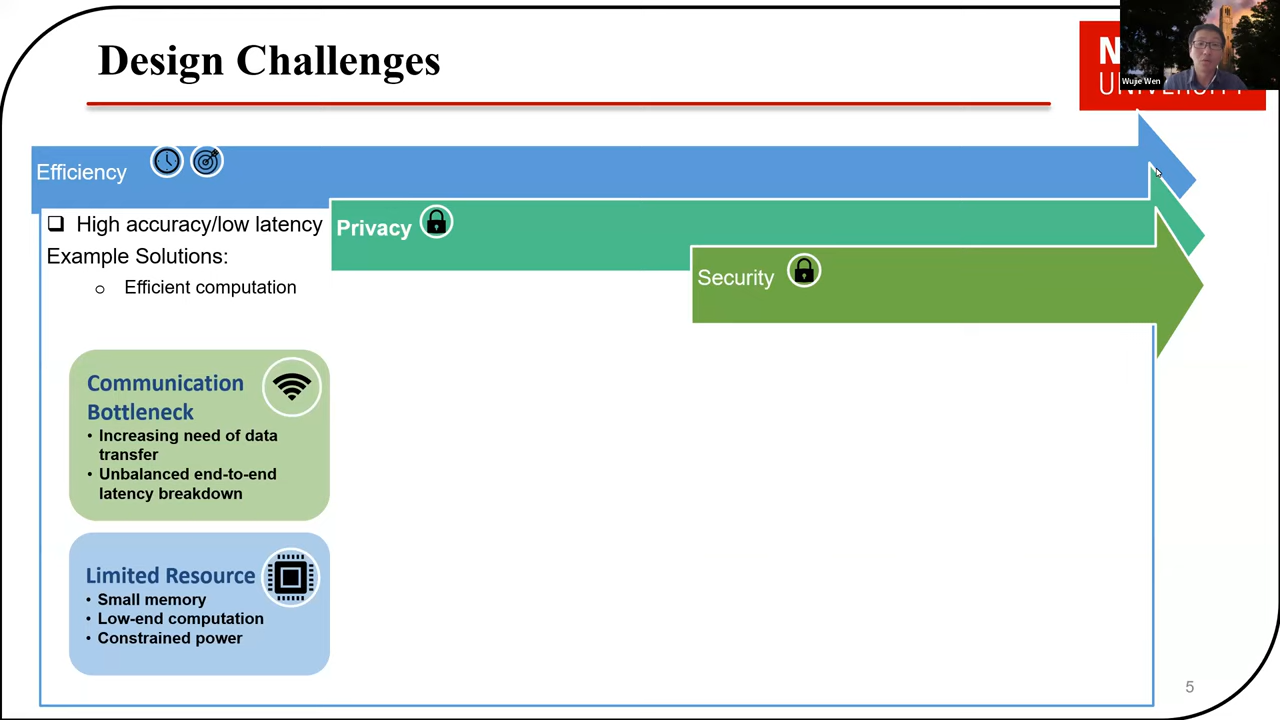 Design Challenges
N
UNIVERSITY
Wujie Wen
Efficiency
High accuracy/low latency
Example Solutions:
o Efficient computation
Privacy
Security
Communication
Bottleneck
• Increasing need of data
transfer
• Unbalanced end-to-end
latency breakdown
Limited Resource
• Small memory
• Low-end computation
• Constrained power
5